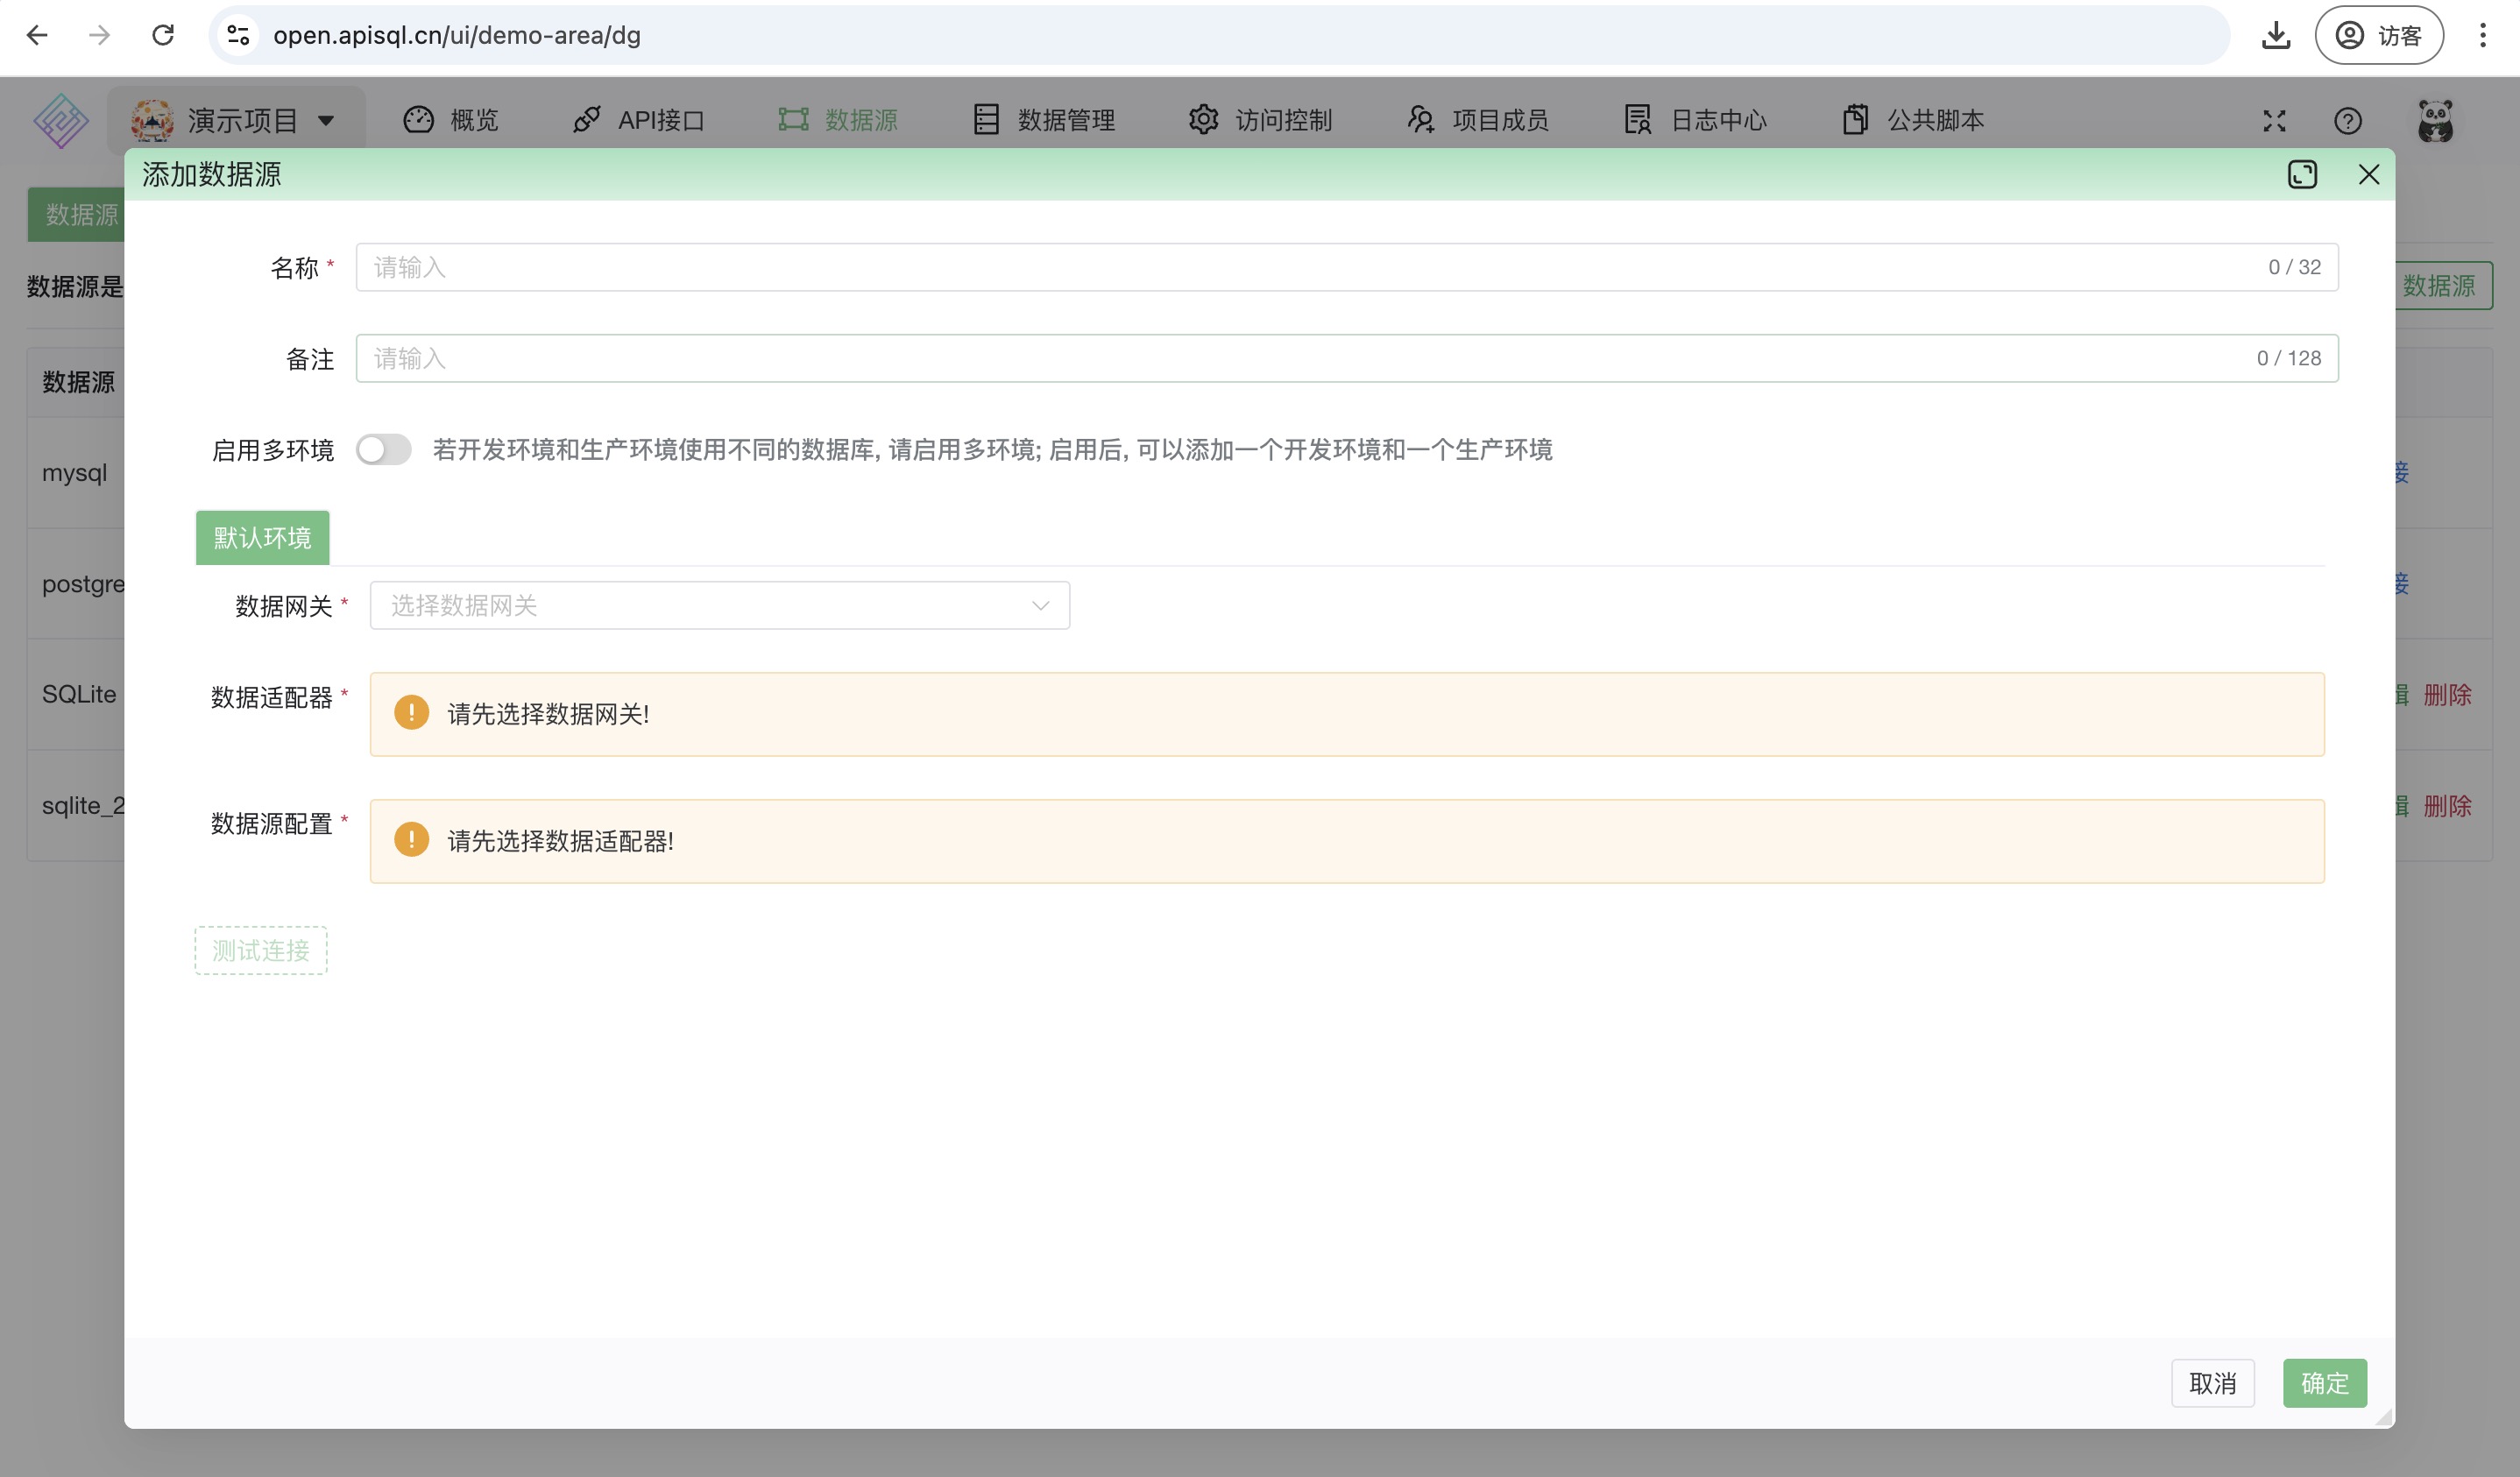 open.apisql.cn/ui/demo-area/dg
访客
演示项目
概览
API接口
数据源
数据管理
访问控制
项目成员
日志中心
公共脚本
添加数据源
数据源
数据源是
数据源
名称 *
请输入
0 / 32
备注
请输入
0 / 128
数据源
启用多环境
若开发环境和生产环境使用不同的数据库, 请启用多环境; 启用后, 可以添加一个开发环境和一个生产环境
mysql
接
默认环境
postgre
接
数据网关 *
选择数据网关
SQLite
数据适配器 *
请先选择数据网关!
辑 删除
sqlite_2
数据源配置 *
请先选择数据适配器!
辑 删除
测试连接
取消
确定